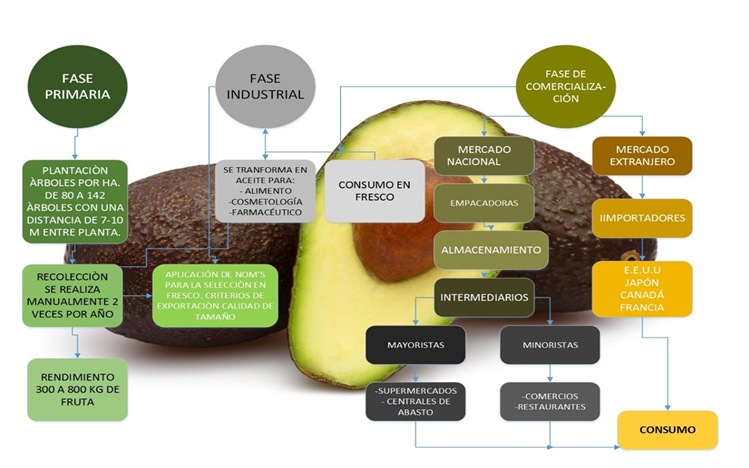 FASE
PRIMARIA
FASE
INDUSTRIAL
FASE DE
COMERCIALIZA-
CIÓN
PLANTACIÒN
ÀRBOLES POR HA.
DE 80 A 142
ÀRBOLES CON UNA
DISTANCIA DE 7-10
M ENTRE PLANTA.
SE TRANFORMA EN
ACEITE PARA:
- ALIMENTO
-COSMETOLOGÍA
-FARMACÉUTICO
CONSUMO EN
FRESCO
MERCADO
NACIONAL
MERCADO
EXTRANJERO
EMPACADORAS
IIMPORTADORES
ALMACENAMIENTO
RECOLECCIÒN
SE REALIZA
MANUALMENTE 2
VECES POR AÑO
APLICACIÓN DE NOM'S
PARA LA SELECCIÒN EN
FRESCO. CRITERIOS DE
EXPORTACIÓN CALIDAD DE
TAMAÑO
INTERMEDIARIOS
E.E.U.U
JAPÓN
CANADÁ
FRANCIA
MAYORISTAS
MINORISTAS
RENDIMIENTO
300 A 800 KG DE
FRUTA
-SUPERMERCADOS
- CENTRALES DE
ABASTO
-COMERCIOS
-RESTAURANTES
CONSUMO